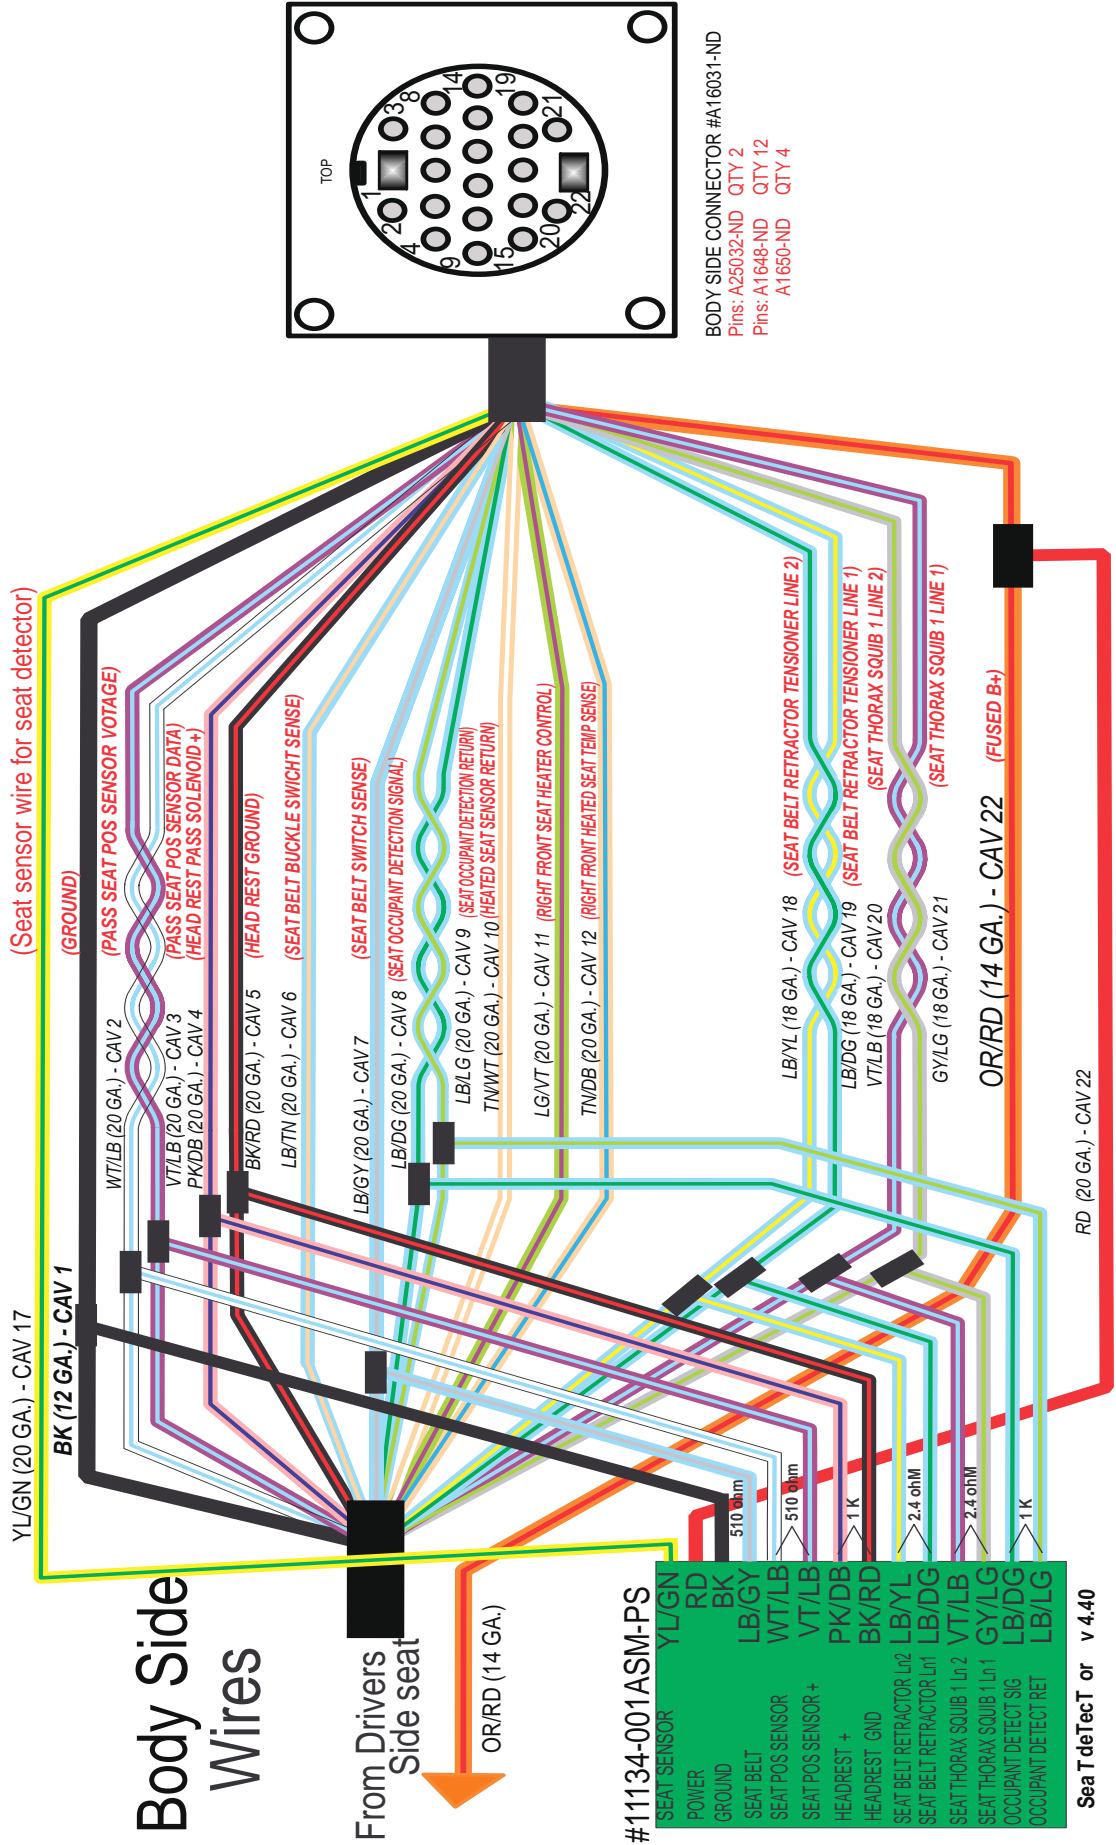 Body Side
Wires
From Drivers
Side seat
OR/RD (14 GA.)
YL/GN (20 GA.) - CAV 17
(Seat sensor wire for seat detector)
BK (12 GA.) - CAV 1
(GROUND)
WT/LB (20 GA.) - CAV 2
(PASS SEAT POS SENSOR VOTAGE)
VT/LB (20 GA.) - CAV 3
(PASS SEAT POS SENSOR DATA)
PK/DB (20 GA.) - CAV 4
(HEAD REST PASS SOLENOID +)
BK/RD (20 GA.) - CAV 5
(HEAD REST GROUND)
LB/TN (20 GA.) - CAV 6
(SEAT BELT BUCKLE SWICHT SENSE)
LB/GY (20 GA.) - CAV 7
(SEAT BELT SWITCH SENSE)
LB/DG (20 GA.) - CAV 8
(SEAT OCCUPANT DETECTION SIGNAL)
LB/LG (20 GA.) - CAV 9
(SEAT OCCUPANT DETECTION RETURN)
TN/WT (20 GA.) - CAV 10
(HEATED SEAT SENSOR RETURN)
LG/VT (20 GA.) - CAV 11
(RIGHT FRONT SEAT HEATER CONTROL)
TN/DB (20 GA.) - CAV 12
(RIGHT FRONT HEATED SEAT TEMP SENSE)
LB/YL (18 GA.) - CAV 18
(SEAT BELT RETRACTOR TENSIONER LINE 2)
LB/DG (18 GA.) - CAV 19
(SEAT BELT RETRACTOR TENSIONER LINE 1)
VT/LB (18 GA.) - CAV 20
(SEAT THORAX SQUIB 1 LINE 2)
GY/LG (18 GA.) - CAV 21
(SEAT THORAX SQUIB 1 LINE 1)
OR/RD (14 GA.) - CAV 22
(FUSED B+)
RD (20 GA.) - CAV 22
TOP
1
2
3
4
8
9
14
15
19
20
21
22
BODY SIDE CONNECTOR #A16031-ND
Pins: A25032-ND QTY 2
Pins: A1648-ND QTY 12
A1650-ND QTY 4
#11134-001ASM-PS
SEAT SENSOR YL/GN
POWER RD
GROUND BK
SEAT BELT LB/GY
510 ohm
SEAT POS SENSOR WT/LB
SEAT POS SENSOR + VT/LB
510 ohm
HEADREST + PK/DB
HEADREST GND BK/RD
1 K
SEAT BELT RETRACTOR Ln2 LB/YL
SEAT BELT RETRACTOR Ln1 LB/DG
2.4 ohM
SEAT THORAX SQUIB 1 Ln 2 VT/LB
SEAT THORAX SQUIB 1 Ln1 GY/LG
2.4 ohM
OCCUPANT DETECT SIG LB/DG
OCCUPANT DETECT RET LB/LG
1 K
Sea T deTecT or v 4.40